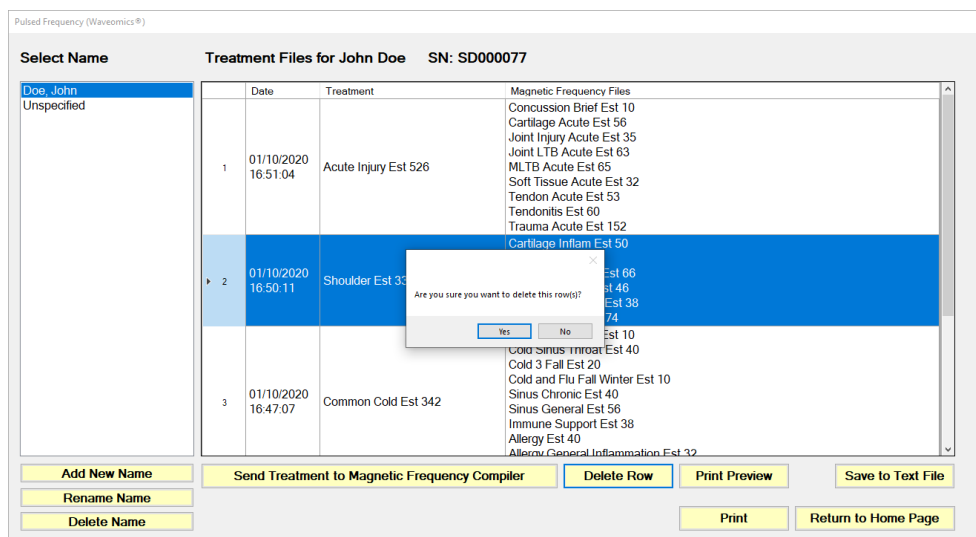 Pulsed Frequency (Waveomics®)
Select Name
Treatment Files for John Doe SN: SD000077
Doe, John
Unspecified
Date Treatment Magnetic Frequency Files
1
01/10/2020
16:51:04
Acute Injury Est 526
Concussion Brief Est 10
Cartilage Acute Est 56
Joint Injury Acute Est 35
Joint LTB Acute Est 63
MLTB Acute Est 65
Soft Tissue Acute Est 32
Tendon Acute Est 53
Tendonitis Est 60
Trauma Acute Est 152
2
01/10/2020
16:50:11
Shoulder Est 33
Cartilage Inflam Est 50
Est 66
46
Est 38
74
Are you sure you want to delete this row(s)?
Yes No
3
01/10/2020
16:47:07
Common Cold Est 342
Est 10
Cold Sinus Throat Est 40
Cold 3 Fall Est 20
Cold and Flu Fall Winter Est 10
Sinus Chronic Est 40
Sinus General Est 56
Immune Support Est 38
Allergy Est 40
Allergy General Inflammation Est 32
Add New Name
Rename Name
Delete Name
Send Treatment to Magnetic Frequency Compiler
Delete Row
Print Preview
Save to Text File
Print
Return to Home Page